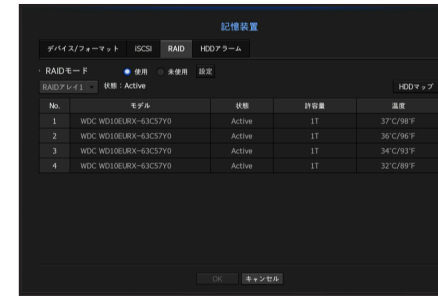 記憶装置
デバイス/フォーマット iSCSI RAID HDDアラーム
・RAIDモード 使用 未使用 設定
RAIDアレイ1 状態：Active HDDマップ
No. モデル 状態 許容量 温度
1 WDC WD10EURX-63C57Y0 Active 1T 37°C/98°F
2 WDC WD10EURX-63C57Y0 Active 1T 36°C/96°F
3 WDC WD10EURX-63C57Y0 Active 1T 34°C/93°F
4 WDC WD10EURX-63C57Y0 Active 1T 32°C/89°F
OK キャンセル